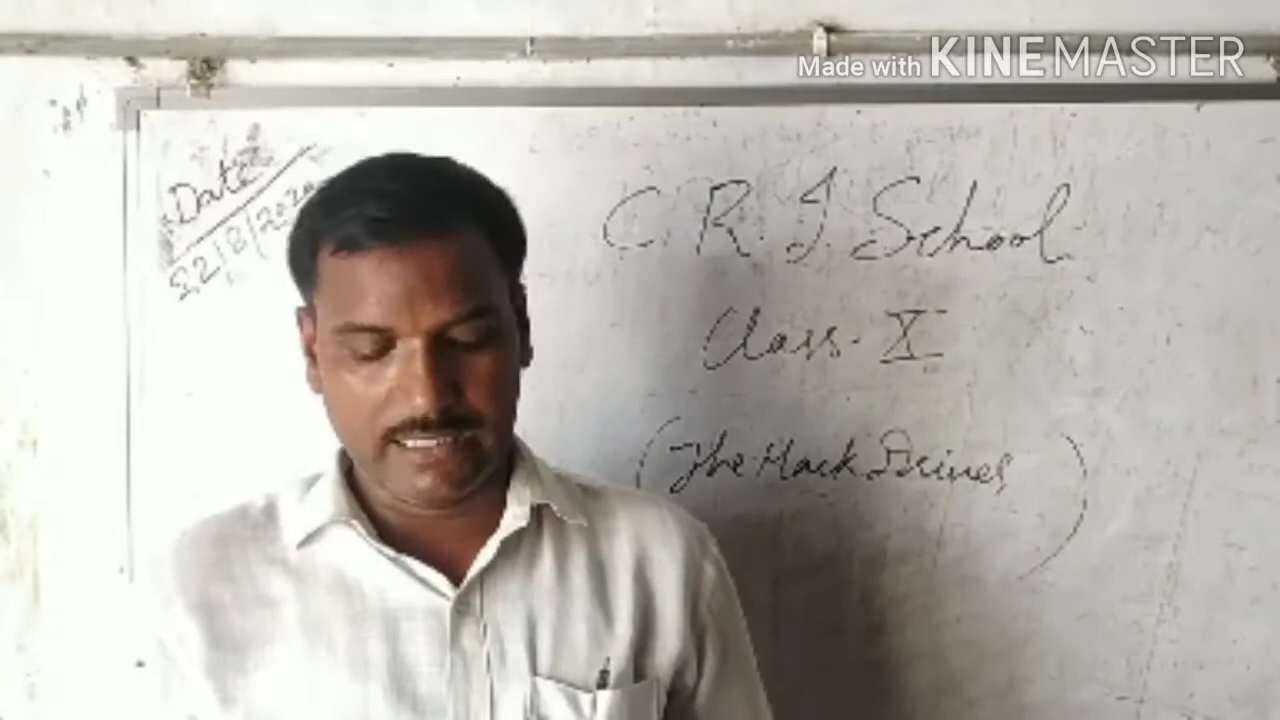 Made with KINEMASTER
Date
22/8/2020
C. R. J. School
Class - X
(The Hack Driver)